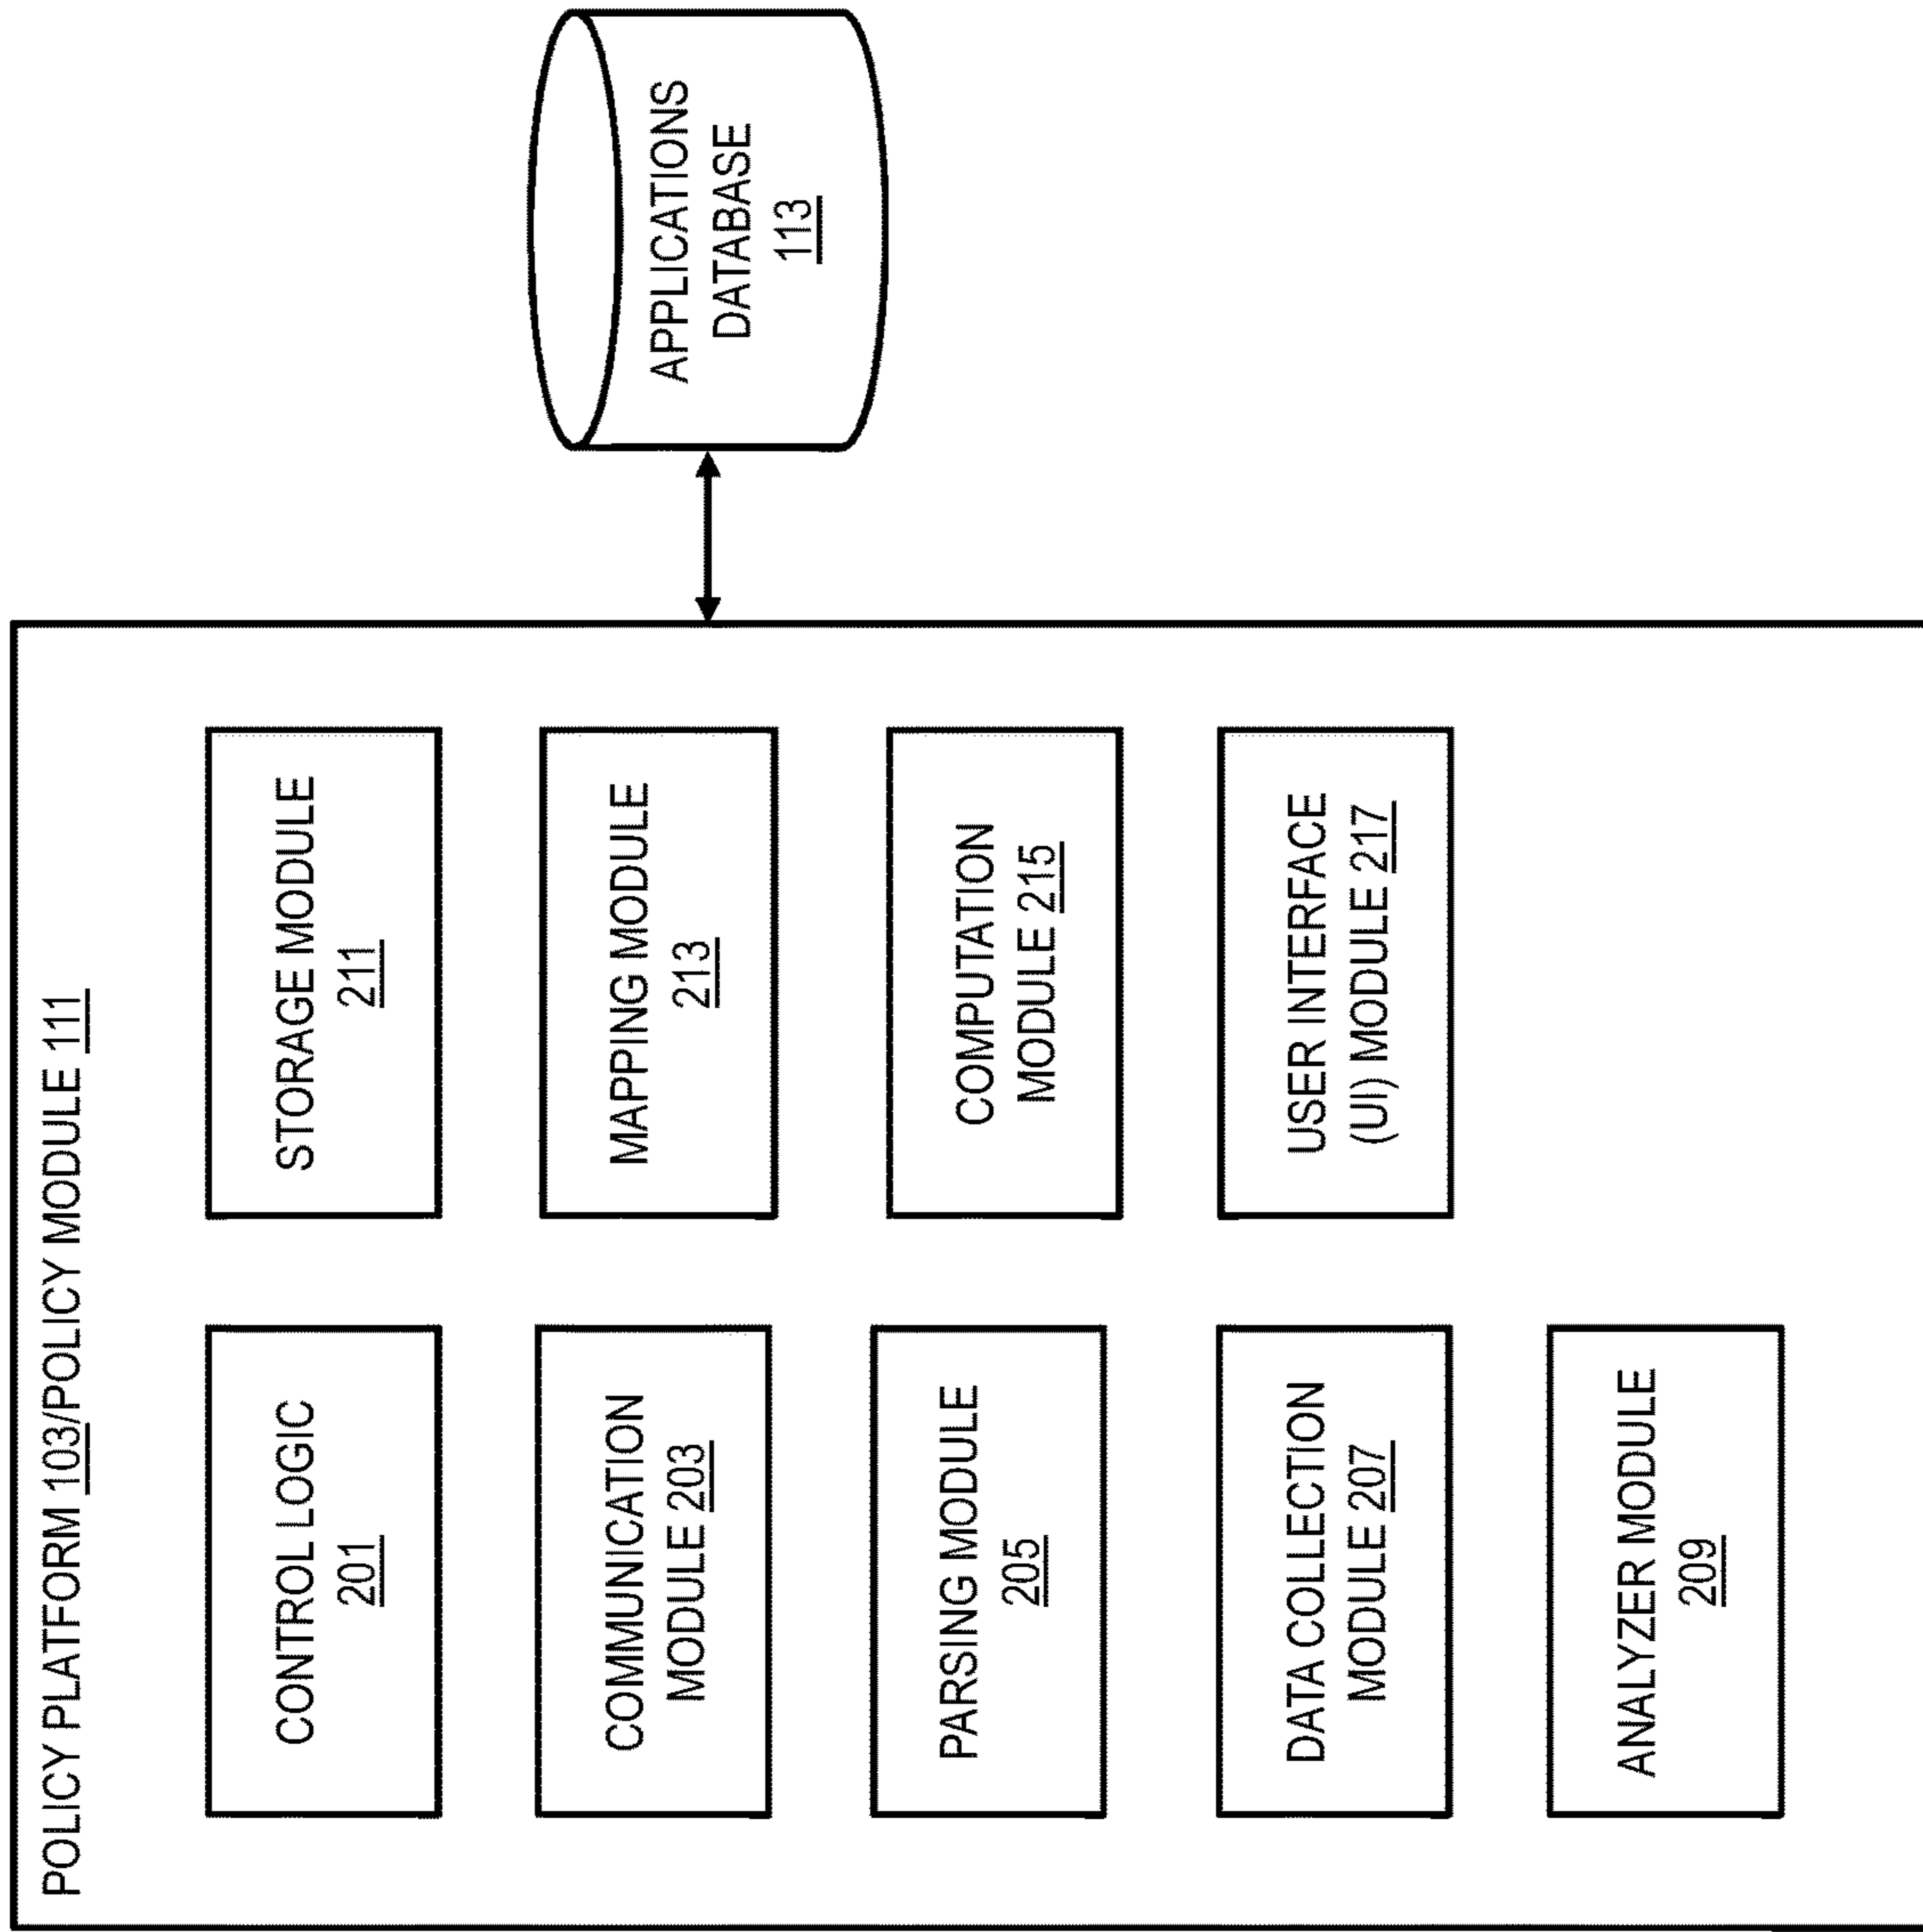 POLICY PLATFORM 103/POLICY MODULE 111
CONTROL LOGIC
201
COMMUNICATION
MODULE 203
PARSING MODULE
205
DATA COLLECTION
MODULE 207
ANALYZER MODULE
209
STORAGE MODULE
211
MAPPING MODULE
213
COMPUTATION
MODULE 215
USER INTERFACE
(UI) MODULE 217
APPLICATIONS
DATABASE
113